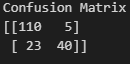 Confusion Matrix
[[110   5]
 [ 23  40]]